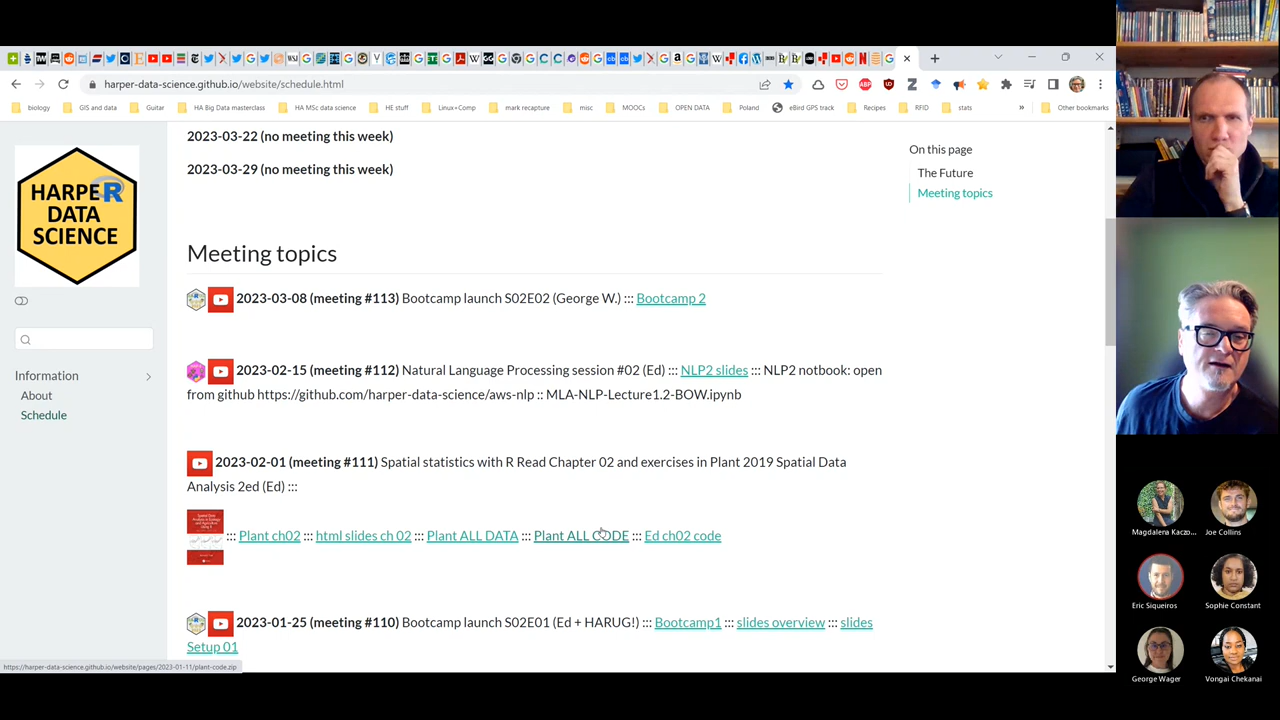 harper-data-science.github.io/website/schedule.html
biology
GIS and data
Guitar
HA Big Data masterclass
HA MSc data science
HE stuff
Linux+Comp
mark recapture
misc
MOOCs
OPEN DATA
Poland
eBird GPS track
Recipes
RFID
stats
»
Other bookmarks
HARPER
DATA
SCIENCE
Information
About
Schedule
2023-03-22 (no meeting this week)
2023-03-29 (no meeting this week)
Meeting topics
2023-03-08 (meeting #113) Bootcamp launch S02E02 (George W.) ::: Bootcamp 2
2023-02-15 (meeting #112) Natural Language Processing session #02 (Ed) ::: NLP2 slides ::: NLP2 notbook: open
from github https://github.com/harper-data-science/aws-nlp :: MLA-NLP-Lecture1.2-BOW.ipynb
2023-02-01 (meeting #111) Spatial statistics with R Read Chapter 02 and exercises in Plant 2019 Spatial Data
Analysis 2ed (Ed) :::
::: Plant ch02 ::: html slides ch 02 ::: Plant ALL DATA ::: Plant ALL CODE ::: Ed ch02 code
2023-01-25 (meeting #110) Bootcamp launch S02E01 (Ed + HARUG!) ::: Bootcamp1 ::: slides overview ::: slides
Setup 01
On this page
The Future
Meeting topics
https://harper-data-science.github.io/website/pages/2023-01-11/plant-code.zip
Magdalena Kaczo...
Joe Collins
Eric Siqueiros
Sophie Constant
George Wager
Vongai Chekanai